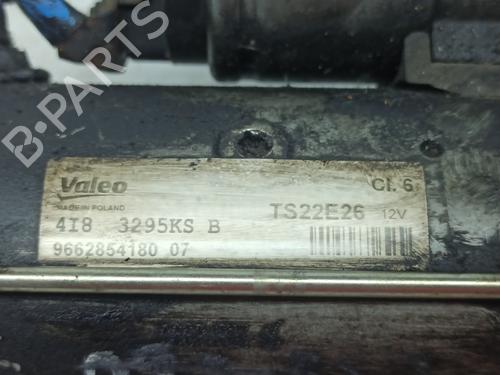 B-PARTS
Valeo Cl. 6
MADE IN POLAND
TS22E26 12V
4I8 3295KS B
9662854180 07